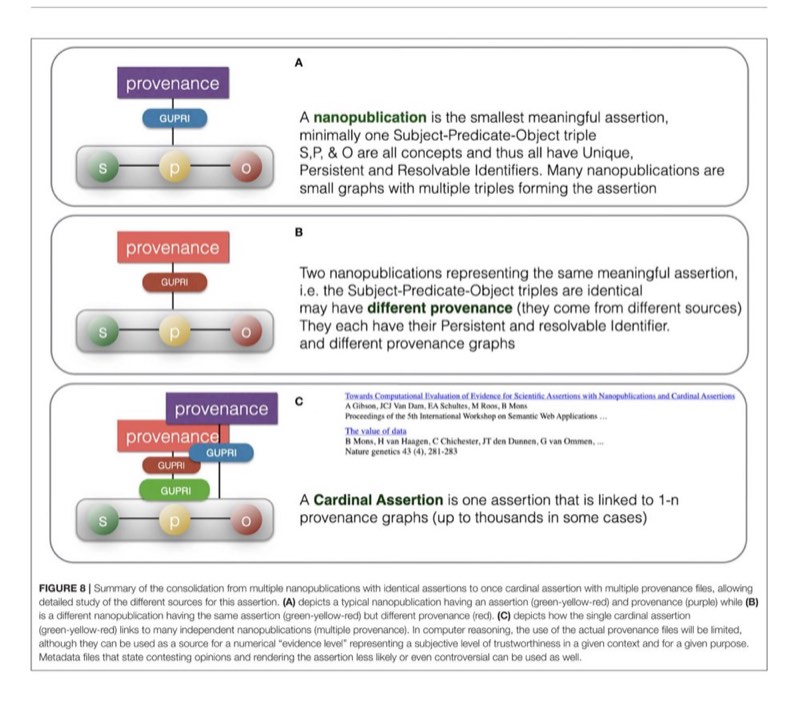 A
provenance
GUPRI
S
p
O
A nanopublication is the smallest meaningful assertion,
minimally one Subject-Predicate-Object triple
S,P, & O are all concepts and thus all have Unique,
Persistent and Resolvable Identifiers. Many nanopublications are
small graphs with multiple triples forming the assertion
B
provenance
GUPRI
S
p
O
Two nanopublications representing the same meaningful assertion,
i.e. the Subject-Predicate-Object triples are identical
may have different provenance (they come from different sources)
They each have their Persistent and resolvable Identifier.
and different provenance graphs
C
provenance
provenance
GUPRI
GUPRI
GUPRI
S
p
O
Towards Computational Evaluation of Evidence for Scientific Assertions with Nanopublications and Cardinal Assertions
A Gibson, JCJ Van Dam, EA Schultes, M Roos, B Mons
Proceedings of the 5th International Workshop on Semantic Web Applications ...
The value of data
B Mons, H van Haagen, C Chichester, JT den Dunnen, G van Ommen, ...
Nature genetics 43 (4), 281-283
A Cardinal Assertion is one assertion that is linked to 1-n
provenance graphs (up to thousands in some cases)
FIGURE 8 | Summary of the consolidation from multiple nanopublications with identical assertions to once cardinal assertion with multiple provenance files, allowing
detailed study of the different sources for this assertion. (A) depicts a typical nanopublication having an assertion (green-yellow-red) and provenance (purple) while (B)
is a different nanopublication having the same assertion (green-yellow-red) but different provenance (red). (C) depicts how the single cardinal assertion
(green-yellow-red) links to many independent nanopublications (multiple provenance). In computer reasoning, the use of the actual provenance files will be limited,
although they can be used as a source for a numerical "evidence level" representing a subjective level of trustworthiness in a given context and for a given purpose.
Metadata files that state contesting opinions and rendering the assertion less likely or even controversial can be used as well.